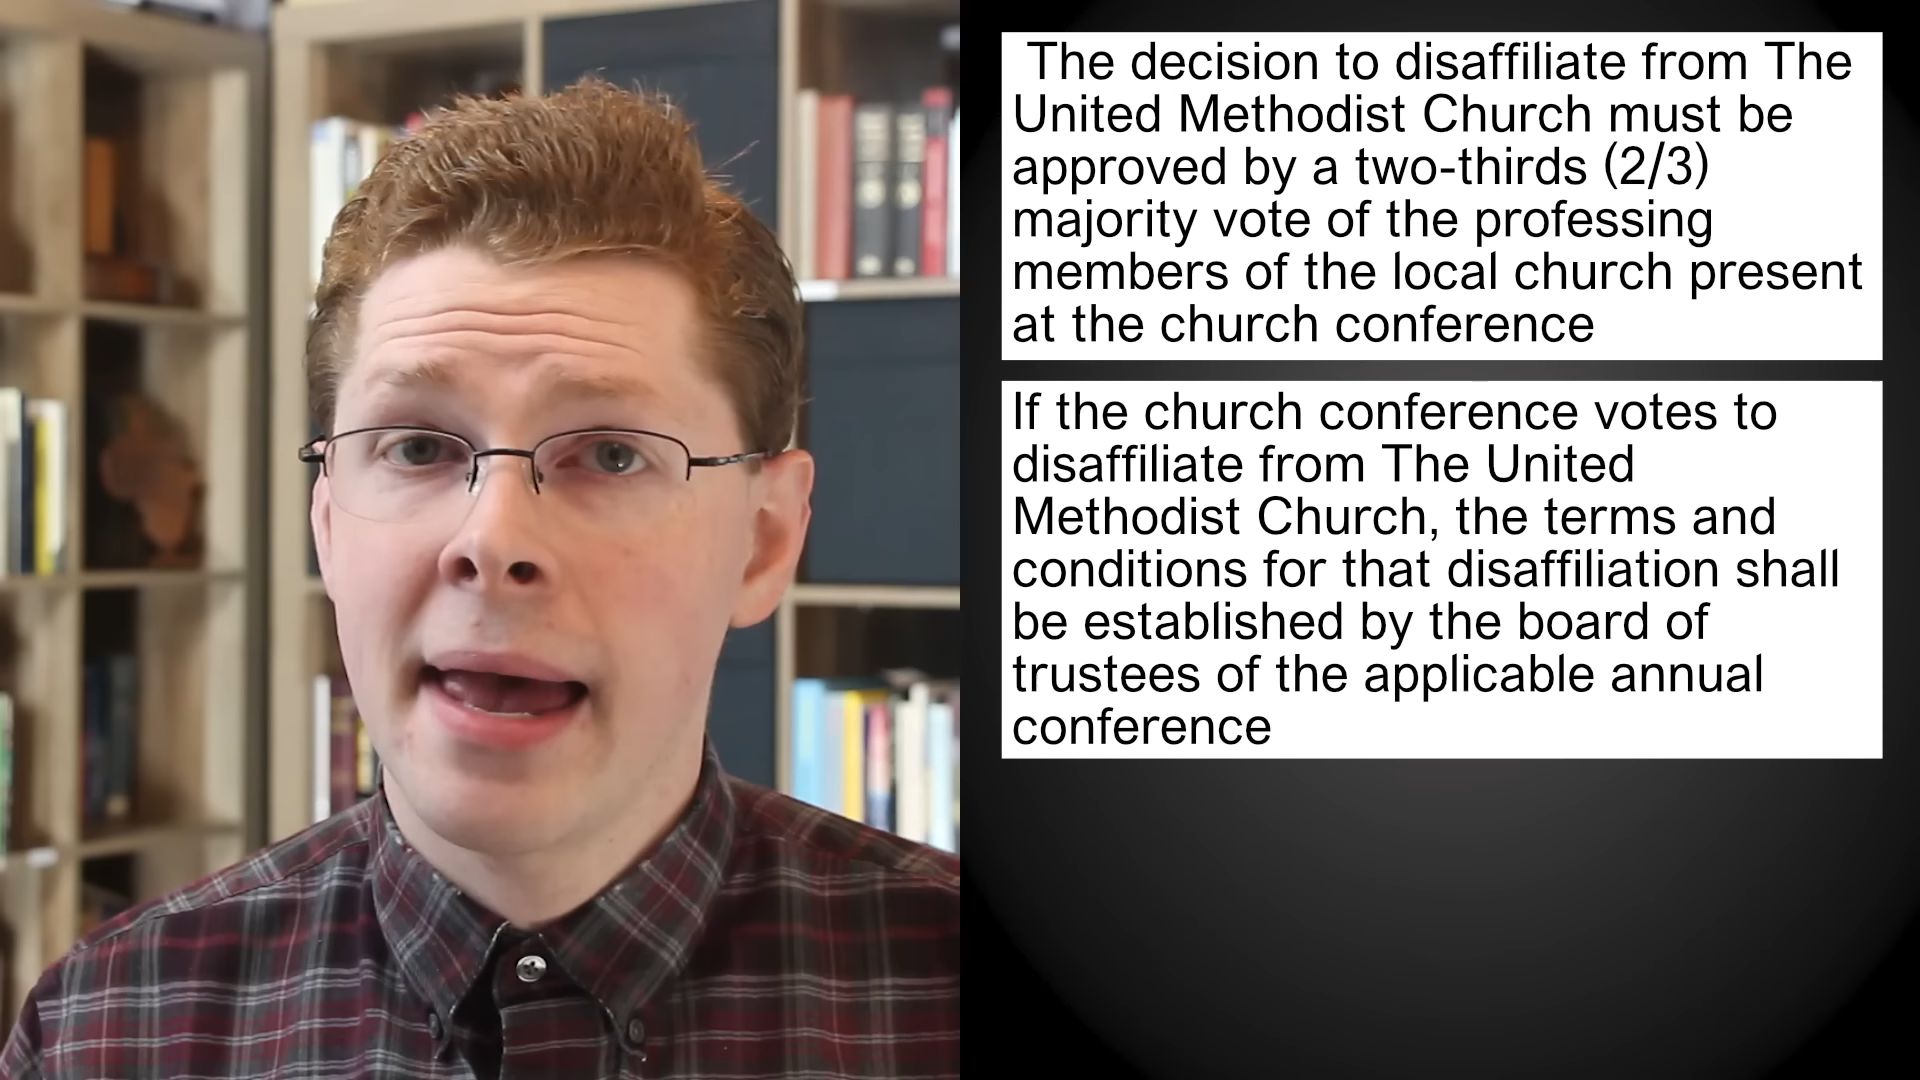 The decision to disaffiliate from The
United Methodist Church must be
approved by a two-thirds (2/3)
majority vote of the professing
members of the local church present
at the church conference
If the church conference votes to
disaffiliate from The United
Methodist Church, the terms and
conditions for that disaffiliation shall
be established by the board of
trustees of the applicable annual
conference